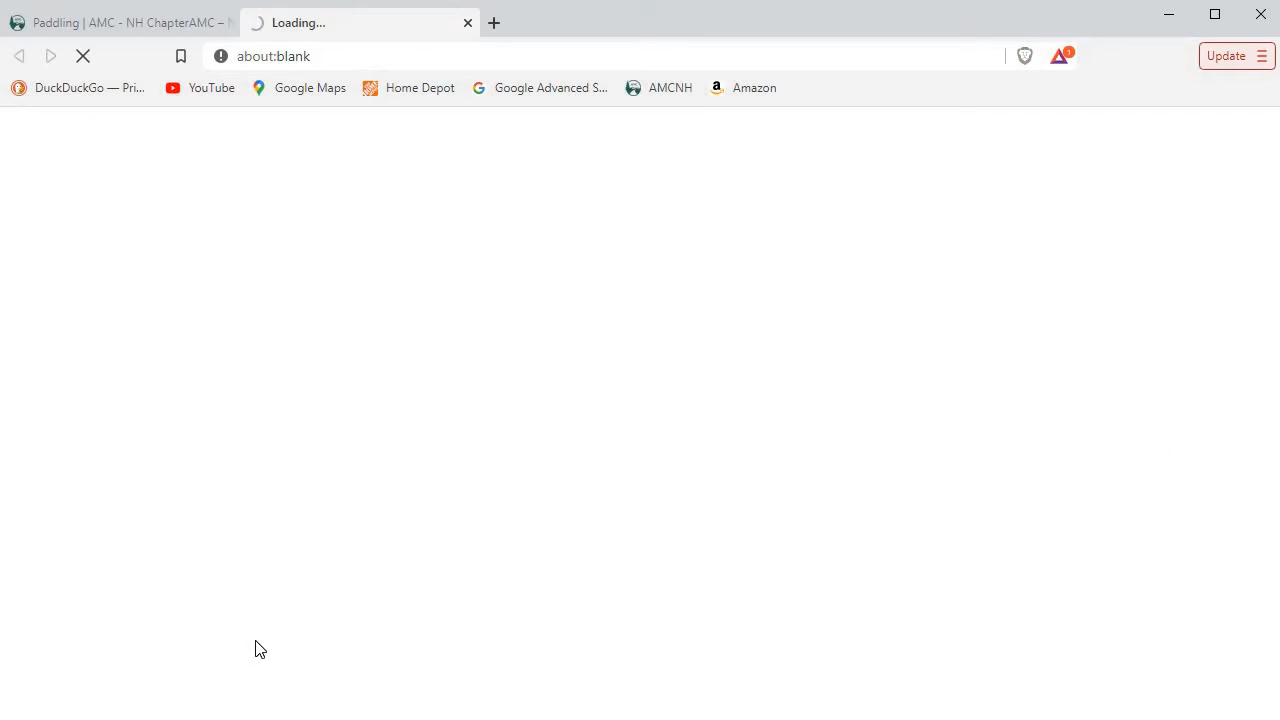 Paddling | AMC - NH ChapterAMC –
Loading...
about:blank
1
Update
DuckDuckGo — Pri...
YouTube
Google Maps
Home Depot
Google Advanced S...
AMCNH
Amazon